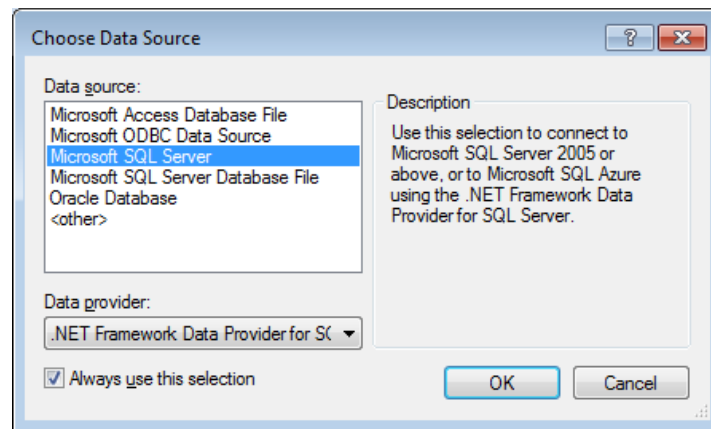 Choose Data Source
Data source:
Microsoft Access Database File
Microsoft ODBC Data Source
Microsoft SQL Server
Microsoft SQL Server Database File
Oracle Database
<other>
Description
Use this selection to connect to
Microsoft SQL Server 2005 or
above, or to Microsoft SQL Azure
using the .NET Framework Data
Provider for SQL Server.
Data provider:
.NET Framework Data Provider for S
Always use this selection
OK
Cancel